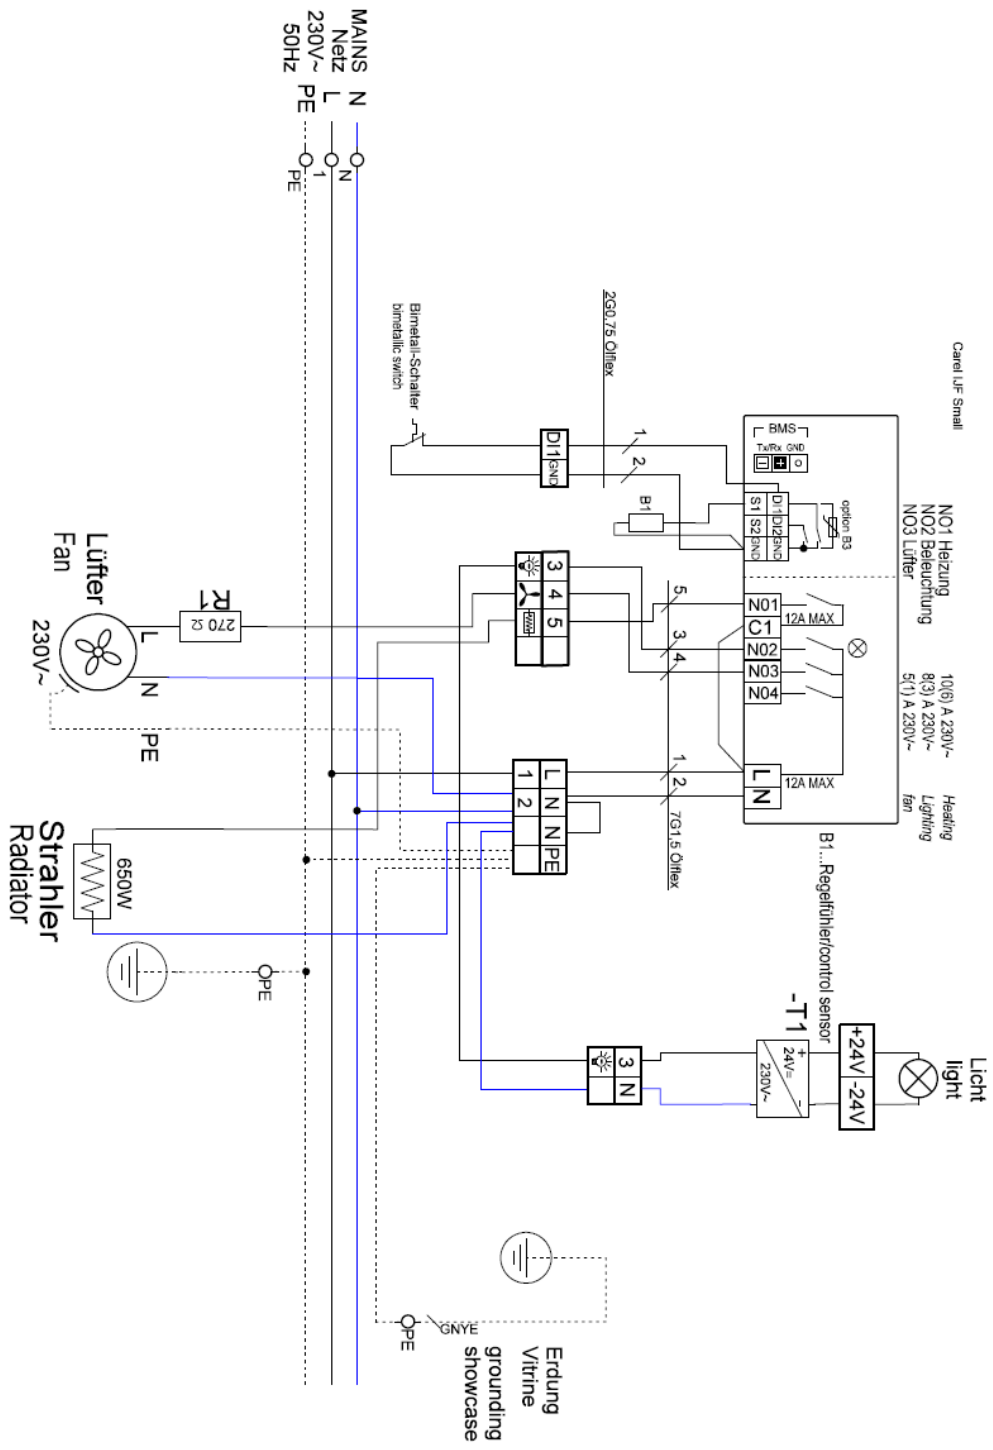 MAINS N
Netz L
230V~ PE
50Hz
N
1
PE
Carel IJF Small
NO1 Heizung
NO2 Beleuchtung
NO3 Lüfter
10(6) A 230V~
8(3) A 230V~
5(1) A 230V~
Heating
Lighting
fan
BMS
Tx/Rx GND
option B3
DI1 DI2 GND
S1 S2 GND
N01
C1
N02
N03
N04
12A MAX
L
N
12A MAX
B1...Regelfühler/control sensor
2G0,75 Ölflex
1
2
B1
DI1 GND
Bimetall-Schalter
bimetallic switch
5
3
4
1
2
7G1,5 Ölflex
3 4 5
L N N PE
1 2
Lüfter
Fan
230V~
L
N
PE
R1
270 Ω
Strahler
Radiator
650W
PE
Licht
light
+24V -24V
-T1
+ -
24V=
230V~
3 N
GNYE
PE
Erdung
Vitrine
grounding
showcase